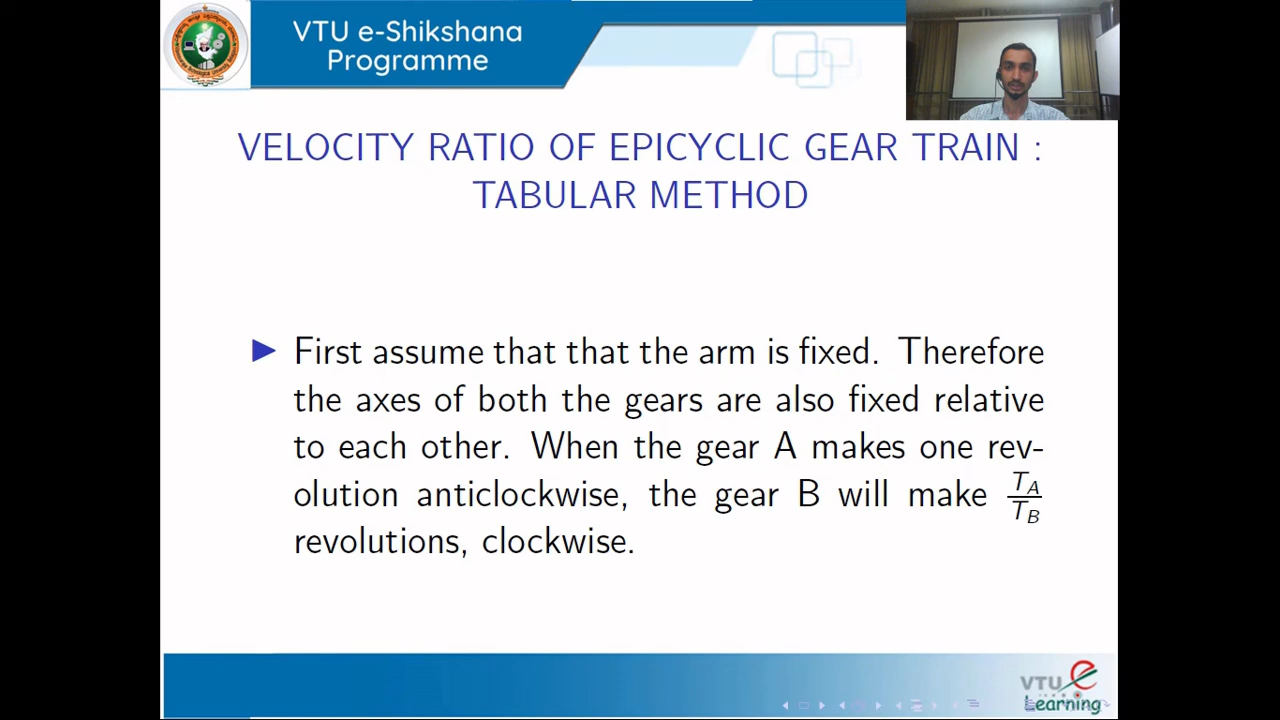 VTU e-Shikshana
Programme
VELOCITY RATIO OF EPICYCLIC GEAR TRAIN :
TABULAR METHOD
First assume that that the arm is fixed. Therefore
the axes of both the gears are also fixed relative
to each other. When the gear A makes one rev-
olution anticlockwise, the gear B will make T_A/T_B
revolutions, clockwise.
VTU e
Learning